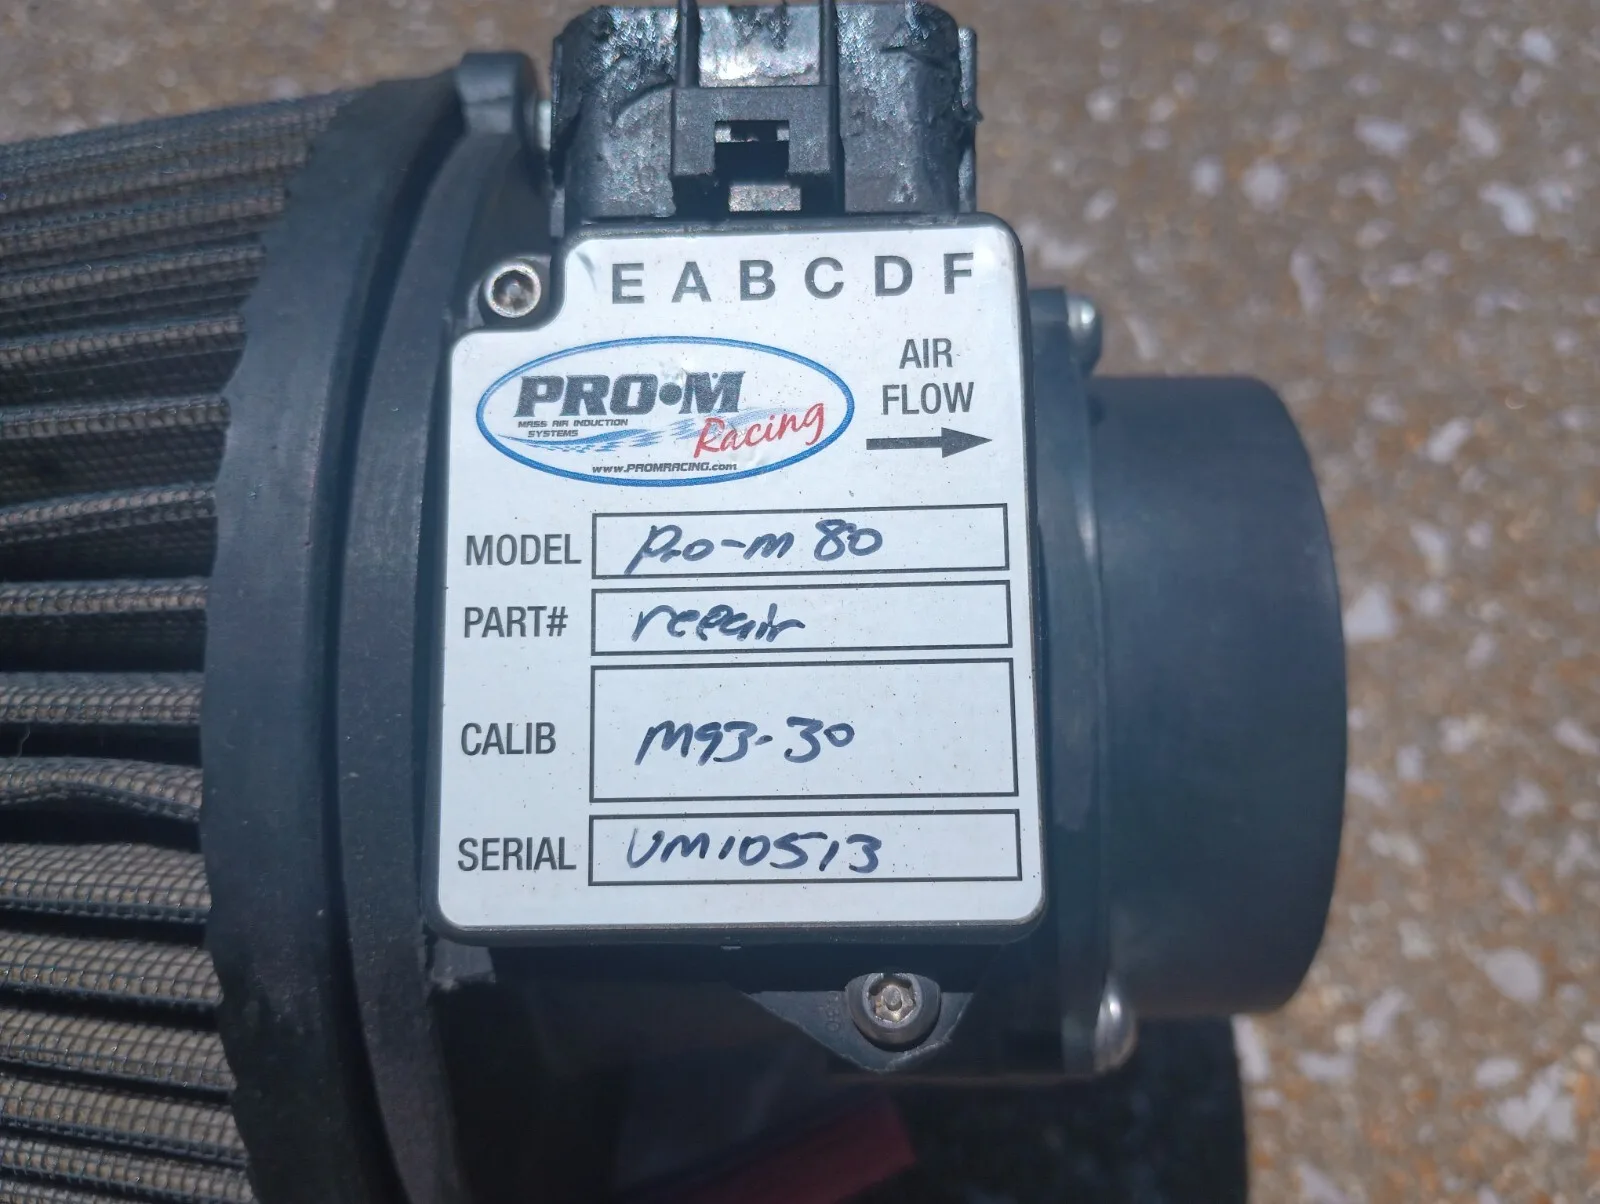 E A B C D F
AIR
FLOW
PRO•M
MASS AIR INDUCTION
SYSTEMS
Racing
www.PROMRACING.com
MODEL Pro-m 80
PART# repair
CALIB M93-30
SERIAL UM10513